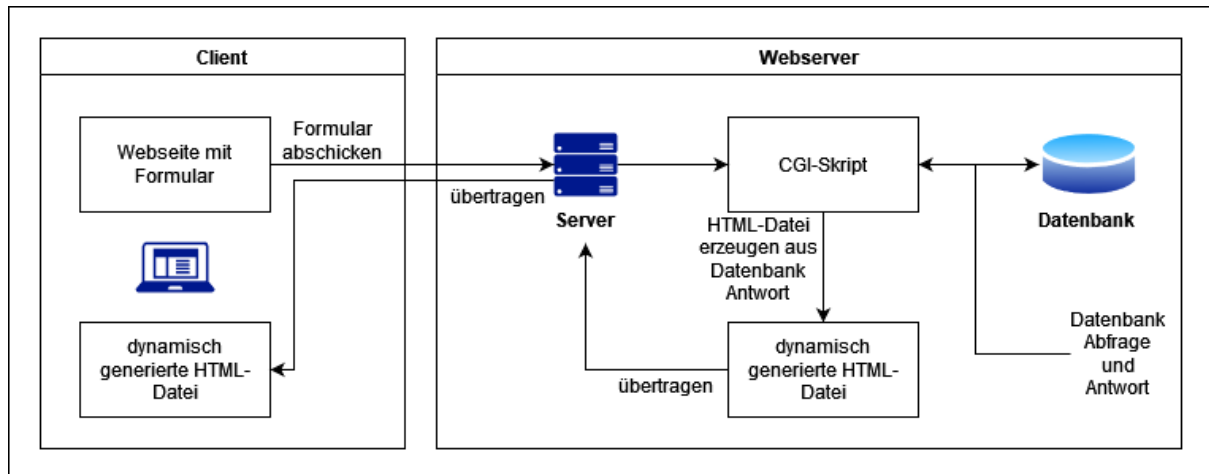 Client
Webserver
Webseite mit
Formular
Formular
abschicken
übertragen
Server
CGI-Skript
Datenbank
HTML-Datei
erzeugen aus
Datenbank
Antwort
dynamisch
generierte HTML-
Datei
übertragen
dynamisch
generierte HTML-
Datei
Datenbank
Abfrage
und
Antwort